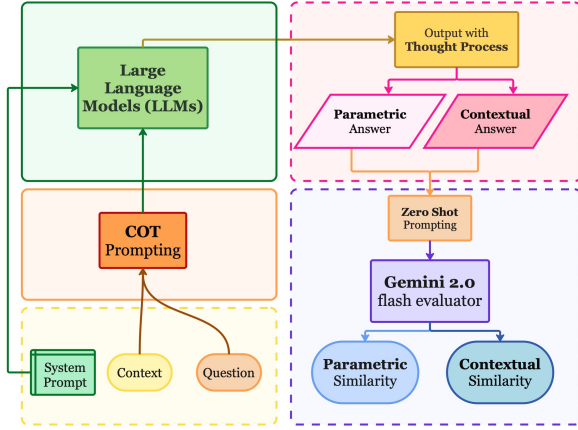 Large
Language
Models (LLMs)
Output with
Thought Process
Parametric
Answer
Contextual
Answer
COT
Prompting
Zero Shot
Prompting
Gemini 2.0
flash evaluator
System
Prompt
Context
Question
Parametric
Similarity
Contextual
Similarity